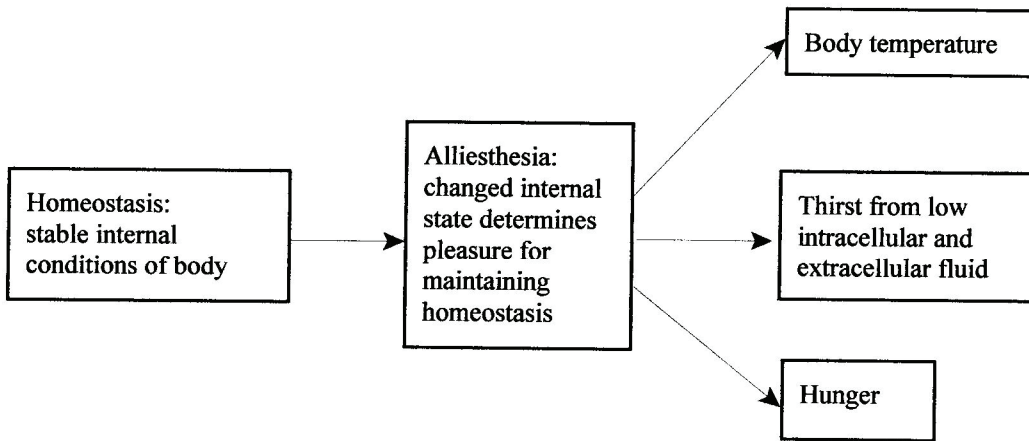 Homeostasis:
stable internal
conditions of body
Alliesthesia:
changed internal
state determines
pleasure for
maintaining
homeostasis
Body temperature
Thirst from low
intracellular and
extracellular fluid
Hunger